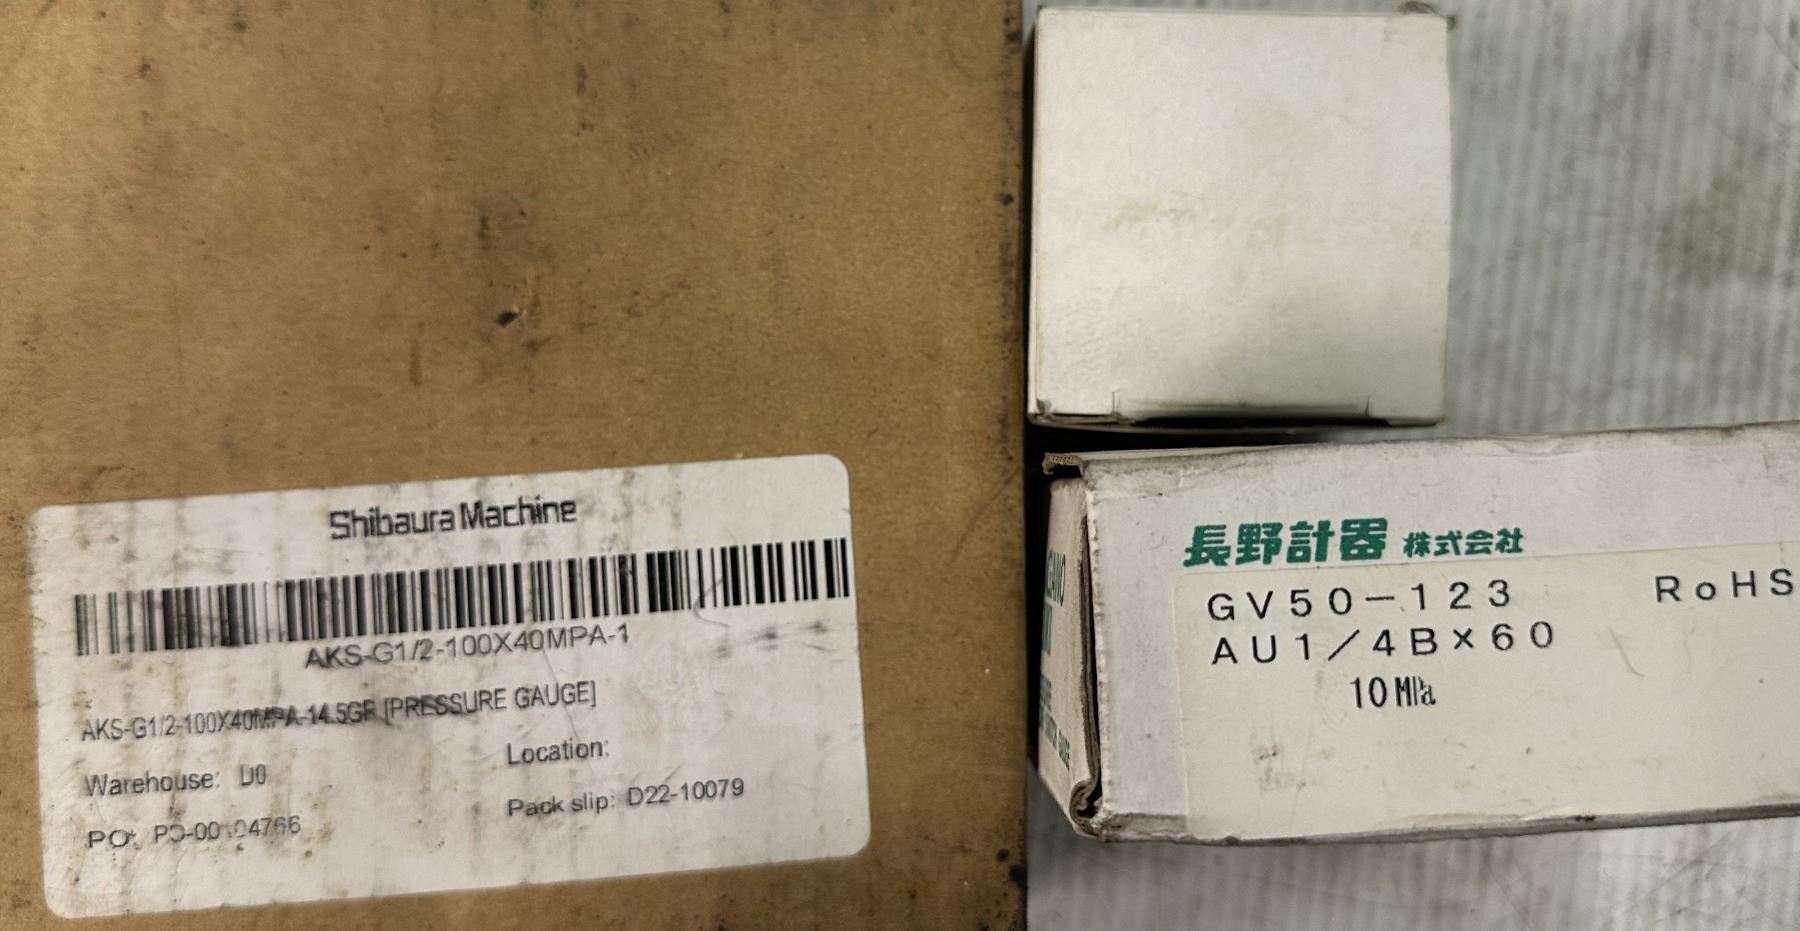 Shibaura Machine
AKS-G1/2-100X40MPA-1
AKS-G1/2-100X40MPA-14.5GR [PRESSURE GAUGE]
Warehouse: D0
Location:
PO: 
Pack slip: D22-10079
長野計器 株式会社
GV50-123 RoHS
AU1/4B×60
10MPa